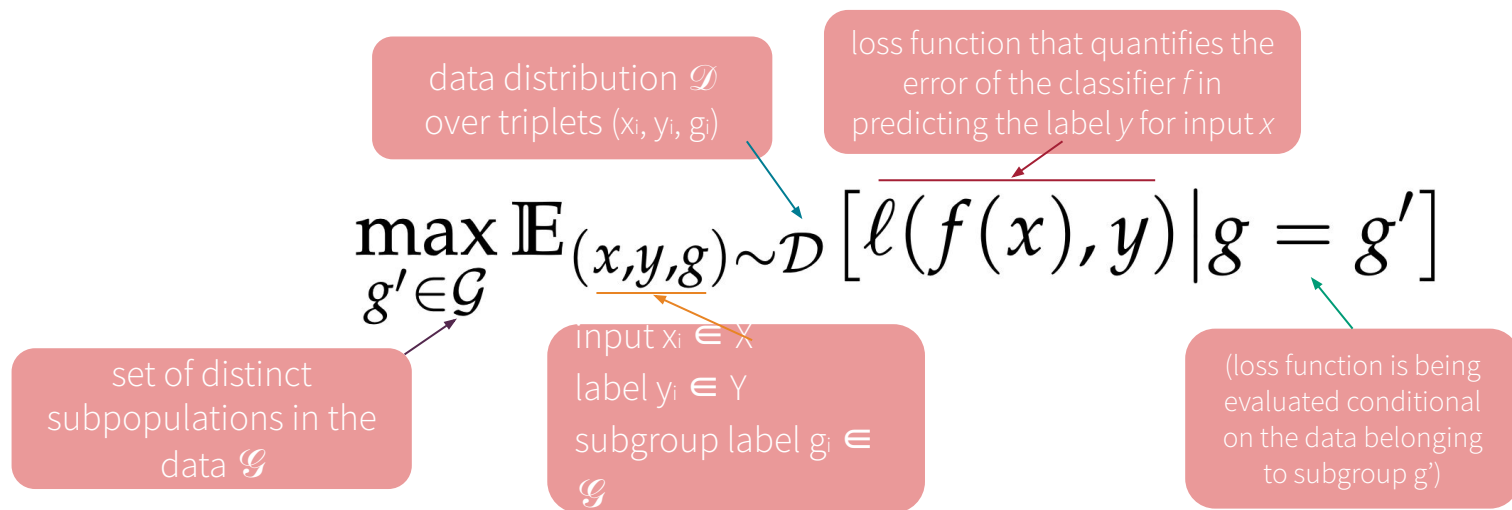 data distribution 𝒟
over triplets (xᵢ, yᵢ, gᵢ)
loss function that quantifies the
error of the classifier f in
predicting the label y for input x
max 𝔼(x,y,g)∼𝒟 [ℓ(f(x), y)|g = g′]
g′∈𝒢
set of distinct
subpopulations in the
data 𝒢
input xᵢ ∈ X
label yᵢ ∈ Y
subgroup label gᵢ ∈
𝒢
(loss function is being
evaluated conditional
on the data belonging
to subgroup g’)